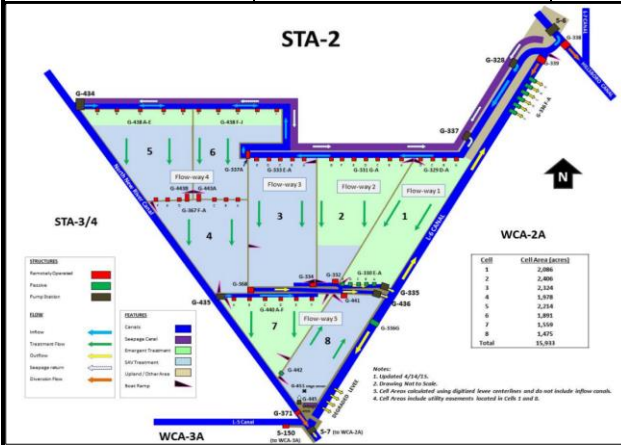 STA-2
S-6
G-338
G-339
G-328
G-337
G-434
G-438 A-E
G-438 F-J
5
6
G-337A
G-333 E-A
G-331 G-A
G-329 D-A
Flow-way 4
Flow-way 3
Flow-way 2
Flow-way 1
G-367 F-A
4
3
2
1
N
L-6 CANAL
STA-3/4
WCA-2A
North New River Canal
STRUCTURES
Remotely Operated
Passive
Pump Station
FLOW
Inflow
Treatment Flow
Outflow
Seepage return
Diversion Flow
FEATURES
Canals
Seepage Canal
Emergent Treatment
SAV Treatment
Upland / Other Area
Boat Ramp
Cell Cell Area (acres)
1 2,086
2 2,406
3 2,324
4 1,978
5 2,214
6 1,891
7 1,559
8 1,475
Total 15,933
G-368
G-334
G-332
G-330 E-A
G-335
G-436
G-441
G-435
G-440 A-F
Flow-way 5
7
8
G-442
G-371
Notes:
1. Updated 4/14/15.
2. Drawing Not to Scale.
3. Cell Areas calculated using digitized levee centerlines and do not include inflow canals.
4. Cell Areas include utility easements located in Cells 1 and 8.
DEGRADED LEVEE
L-5 Canal
WCA-3A
S-150
(to WCA-3A)
S-7 (to WCA-2A)